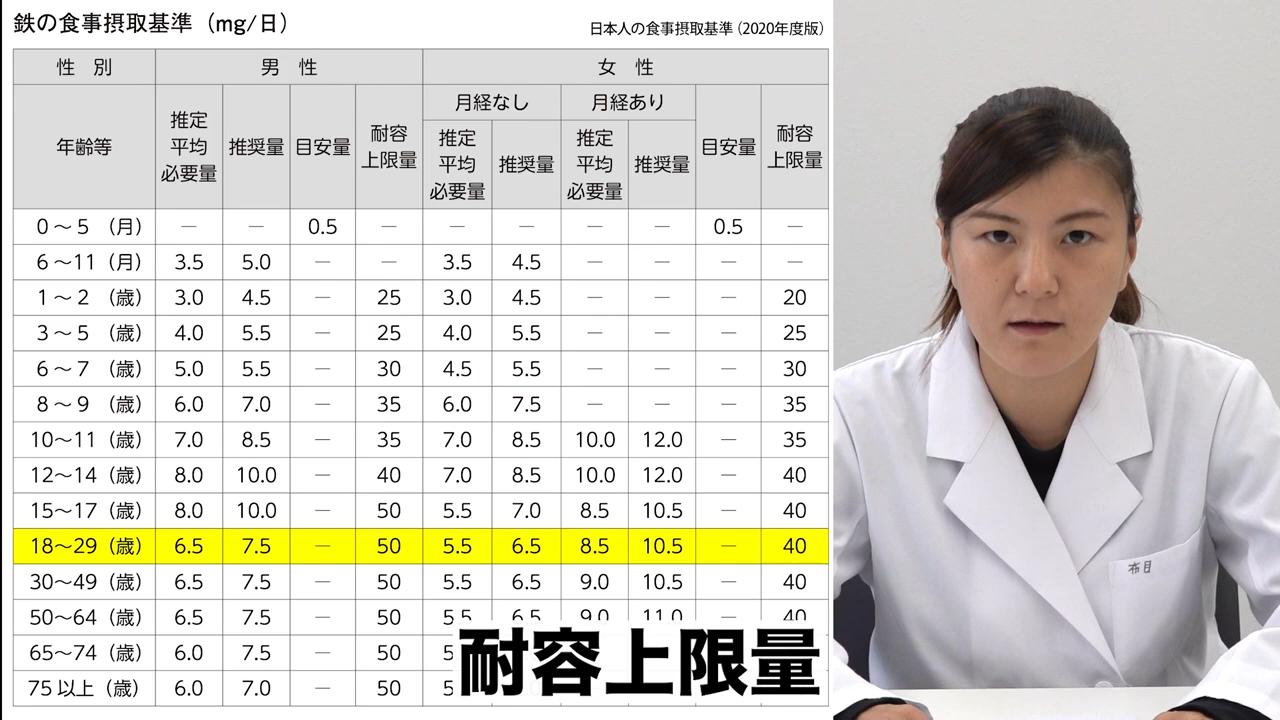 鉄の食事摂取基準（mg/日）
日本人の食事摂取基準（2020年度版）
性 別 男 性 女 性
年齢等 推定平均必要量 推奨量 目安量 耐容上限量 月経なし 推定平均必要量 推奨量 月経あり 推定平均必要量 推奨量 目安量 耐容上限量
0～5（月） ― ― 0.5 ― ― ― ― ― 0.5 ―
6～11（月） 3.5 5.0 ― ― 3.5 4.5 ― ― ― ―
1～2（歳） 3.0 4.5 ― 25 3.0 4.5 ― ― ― 20
3～5（歳） 4.0 5.5 ― 25 4.0 5.5 ― ― ― 25
6～7（歳） 5.0 5.5 ― 30 4.5 5.5 ― ― ― 30
8～9（歳） 6.0 7.0 ― 35 6.0 7.5 ― ― ― 35
10～11（歳） 7.0 8.5 ― 35 7.0 8.5 10.0 12.0 ― 35
12～14（歳） 8.0 10.0 ― 40 7.0 8.5 10.0 12.0 ― 40
15～17（歳） 8.0 10.0 ― 50 5.5 7.0 8.5 10.5 ― 40
18～29（歳） 6.5 7.5 ― 50 5.5 6.5 8.5 10.5 ― 40
30～49（歳） 6.5 7.5 ― 50 5.5 6.5 9.0 10.5 ― 40
50～64（歳） 6.5 7.5 ― 50 5.5 6.5 9.0 11.0 ― 40
65～74（歳） 6.0 7.5 ― 50
75以上（歳） 6.0 7.0 ― 50
耐容上限量
布目